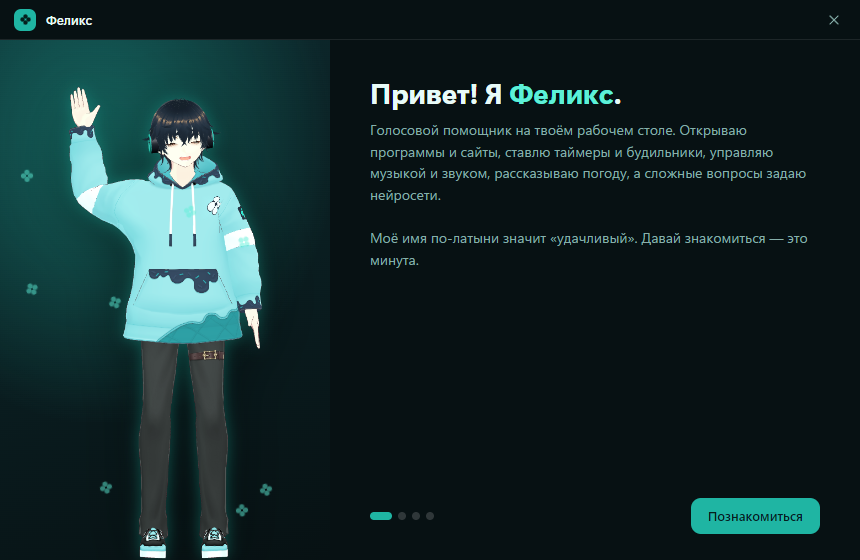 Феликс
Привет! Я Феликс.
Голосовой помощник на твоём рабочем столе. Открываю
программы и сайты, ставлю таймеры и будильники, управляю
музыкой и звуком, рассказываю погоду, а сложные вопросы задаю
нейросети.
Моё имя по-латыни значит «удачливый». Давай знакомиться — это
минута.
Познакомиться